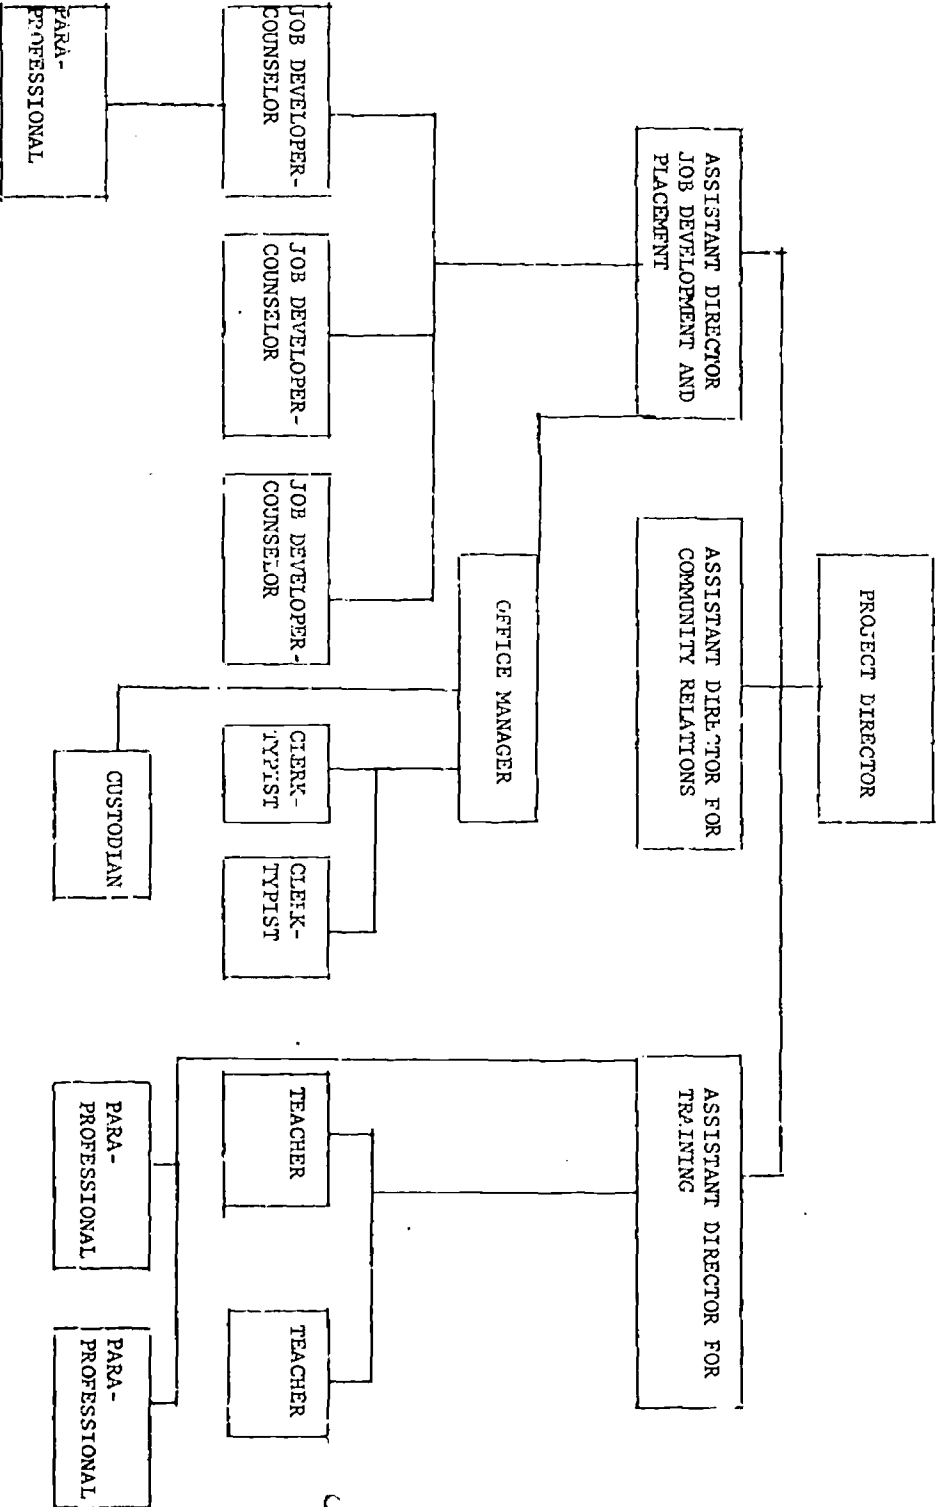 PROJECT DIRECTOR
ASSISTANT DIRECTOR
JOB DEVELOPMENT AND
PLACEMENT
ASSISTANT DIRECTOR FOR
COMMUNITY RELATIONS
ASSISTANT DIRECTOR FOR
TRAINING
OFFICE MANAGER
JOB DEVELOPER-
COUNSELOR
JOB DEVELOPER-
COUNSELOR
JOB DEVELOPER-
COUNSELOR
CLERK-
TYPIST
CLERK-
TYPIST
TEACHER
TEACHER
PARA-
PROFESSIONAL
CUSTODIAN
PARA-
PROFESSIONAL
PARA-
PROFESSIONAL